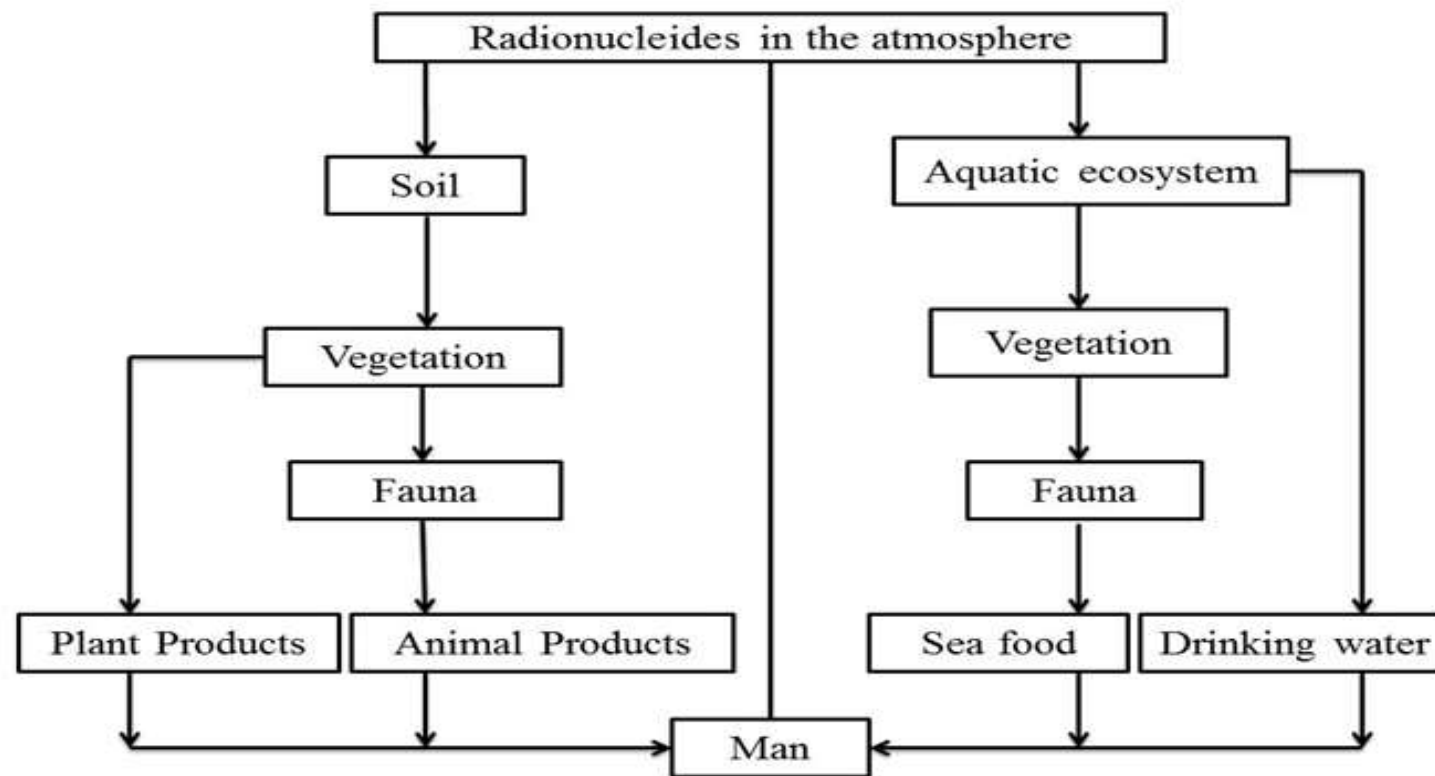 Radionucleides in the atmosphere
Soil
Aquatic ecosystem
Vegetation
Vegetation
Fauna
Fauna
Plant Products
Animal Products
Sea food
Drinking water
Man